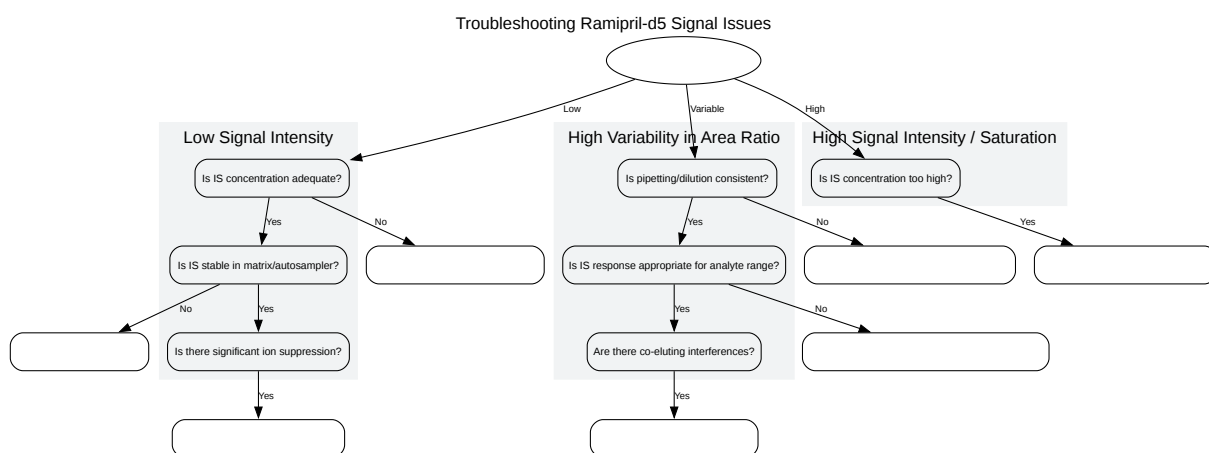 Troubleshooting Ramipril-d5 Signal Issues
Low
Variable
High
Low Signal Intensity
High Variability in Area Ratio
High Signal Intensity / Saturation
Is IS concentration adequate?
Is pipetting/dilution consistent?
Is IS concentration too high?
Yes
No
Yes
No
Yes
Is IS stable in matrix/autosampler?
Is IS response appropriate for analyte range?
No
Yes
Yes
No
Is there significant ion suppression?
Are there co-eluting interferences?
Yes
Yes